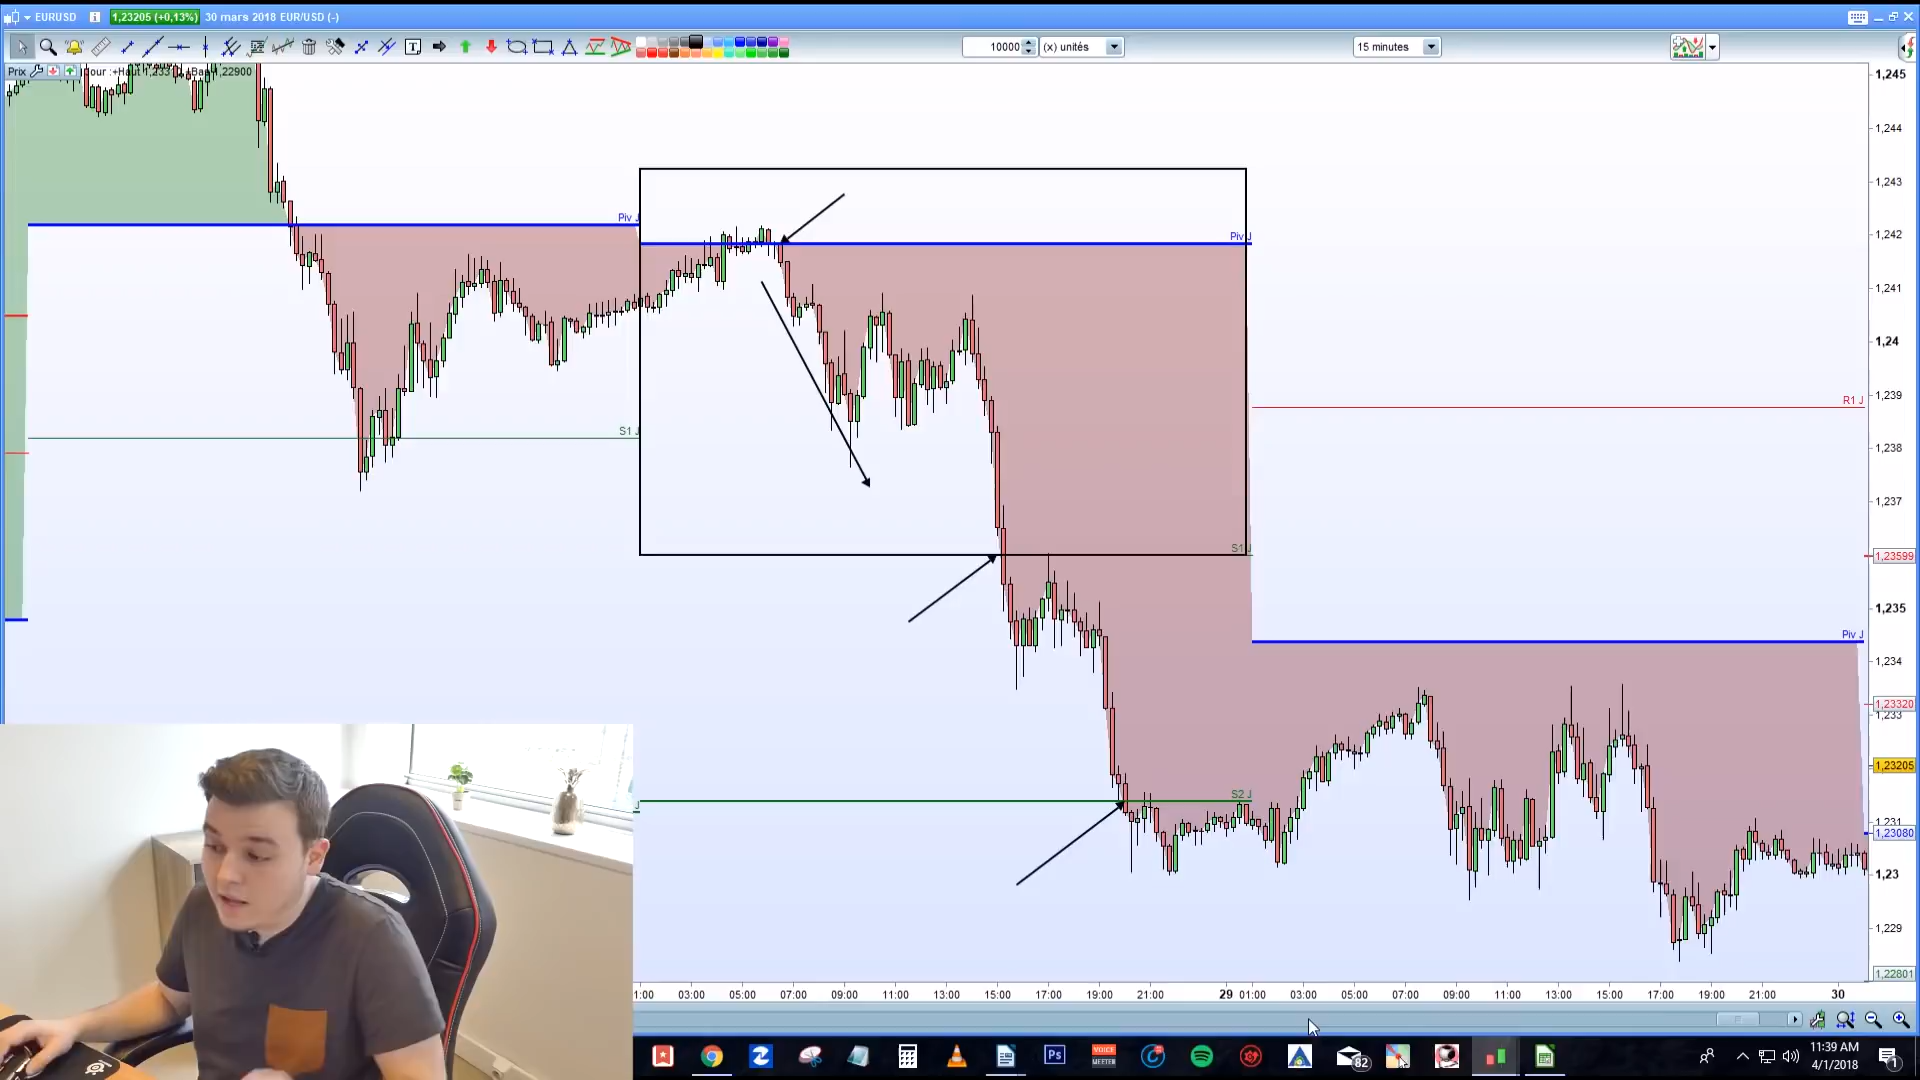 EURUSD 1,23205 (+0,13%) 30 mars 2018 EUR/USD (-)
10000 (x) unités 15 minutes
Prix
1,22900
1,245
1,244
1,243
Piv J
Piv J
1,242
1,241
1,24
R1 J
1,239
S1 J
1,238
1,237
S1 J
1,23599
1,235
Piv J
1,234
1,23320
1,233
1,23205
S2 J
J
1,231
1,23080
1,23
1,229
1,22801
1:00 03:00 05:00 07:00 09:00 11:00 13:00 15:00 17:00 19:00 21:00 29 01:00 03:00 05:00 07:00 09:00 11:00 13:00 15:00 17:00 19:00 21:00 30
Ps
VOICE
MEETER
82
11:39 AM
4/1/2018
1